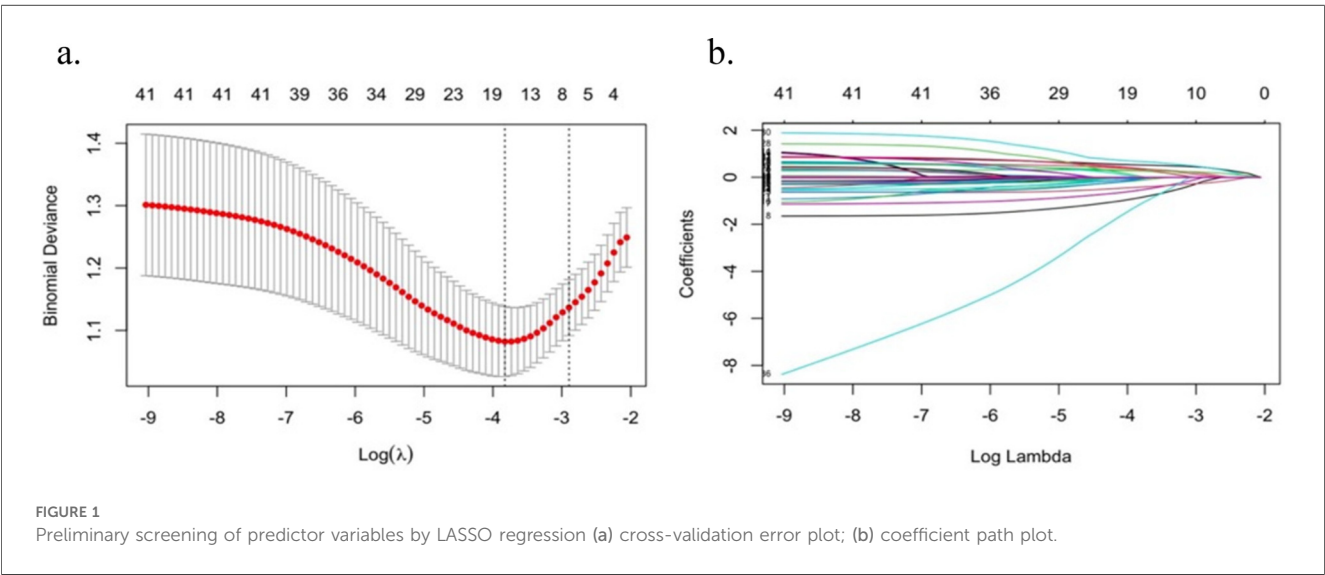 a.
41 41 41 41 39 36 34 29 23 19 13 8 5 4
1.4
1.3
1.2
1.1
Binomial Deviance
-9 -8 -7 -6 -5 -4 -3 -2
Log(λ)
b.
41 41 41 36 29 19 10 0
2
0
-2
-4
-6
-8
Coefficients
-9 -8 -7 -6 -5 -4 -3 -2
Log Lambda
FIGURE 1
Preliminary screening of predictor variables by LASSO regression (a) cross-validation error plot; (b) coefficient path plot.